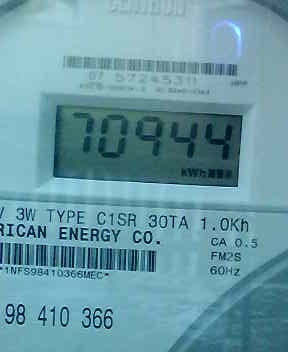 CENTRON
07 57245311
70944
kWh
V 3W TYPE C1SR 30TA 1.0Kh
RICAN ENERGY CO.
CA 0.5
FM2S
*1NFS98410366MEC*
60Hz
98 410 366